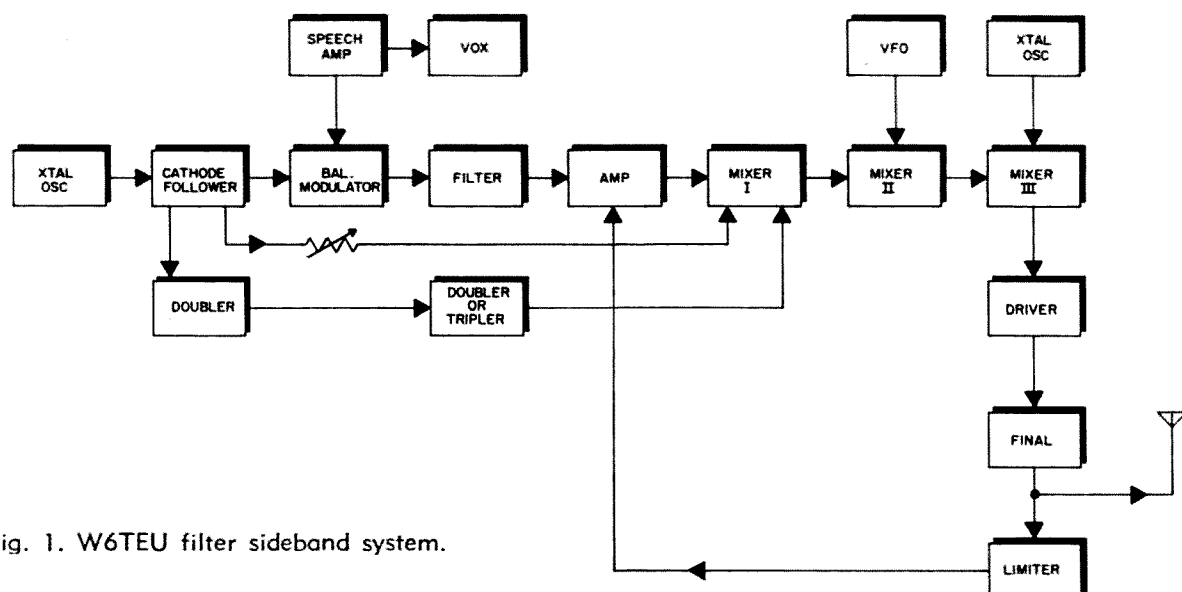 SPEECH
AMP
VOX
VFO
XTAL
OSC
XTAL
OSC
CATHODE
FOLLOWER
BAL.
MODULATOR
FILTER
AMP
MIXER
I
MIXER
II
MIXER
III
DOUBLER
DOUBLER
OR
TRIPLER
DRIVER
FINAL
LIMITER
ig. 1. W6TEU filter sideband system.